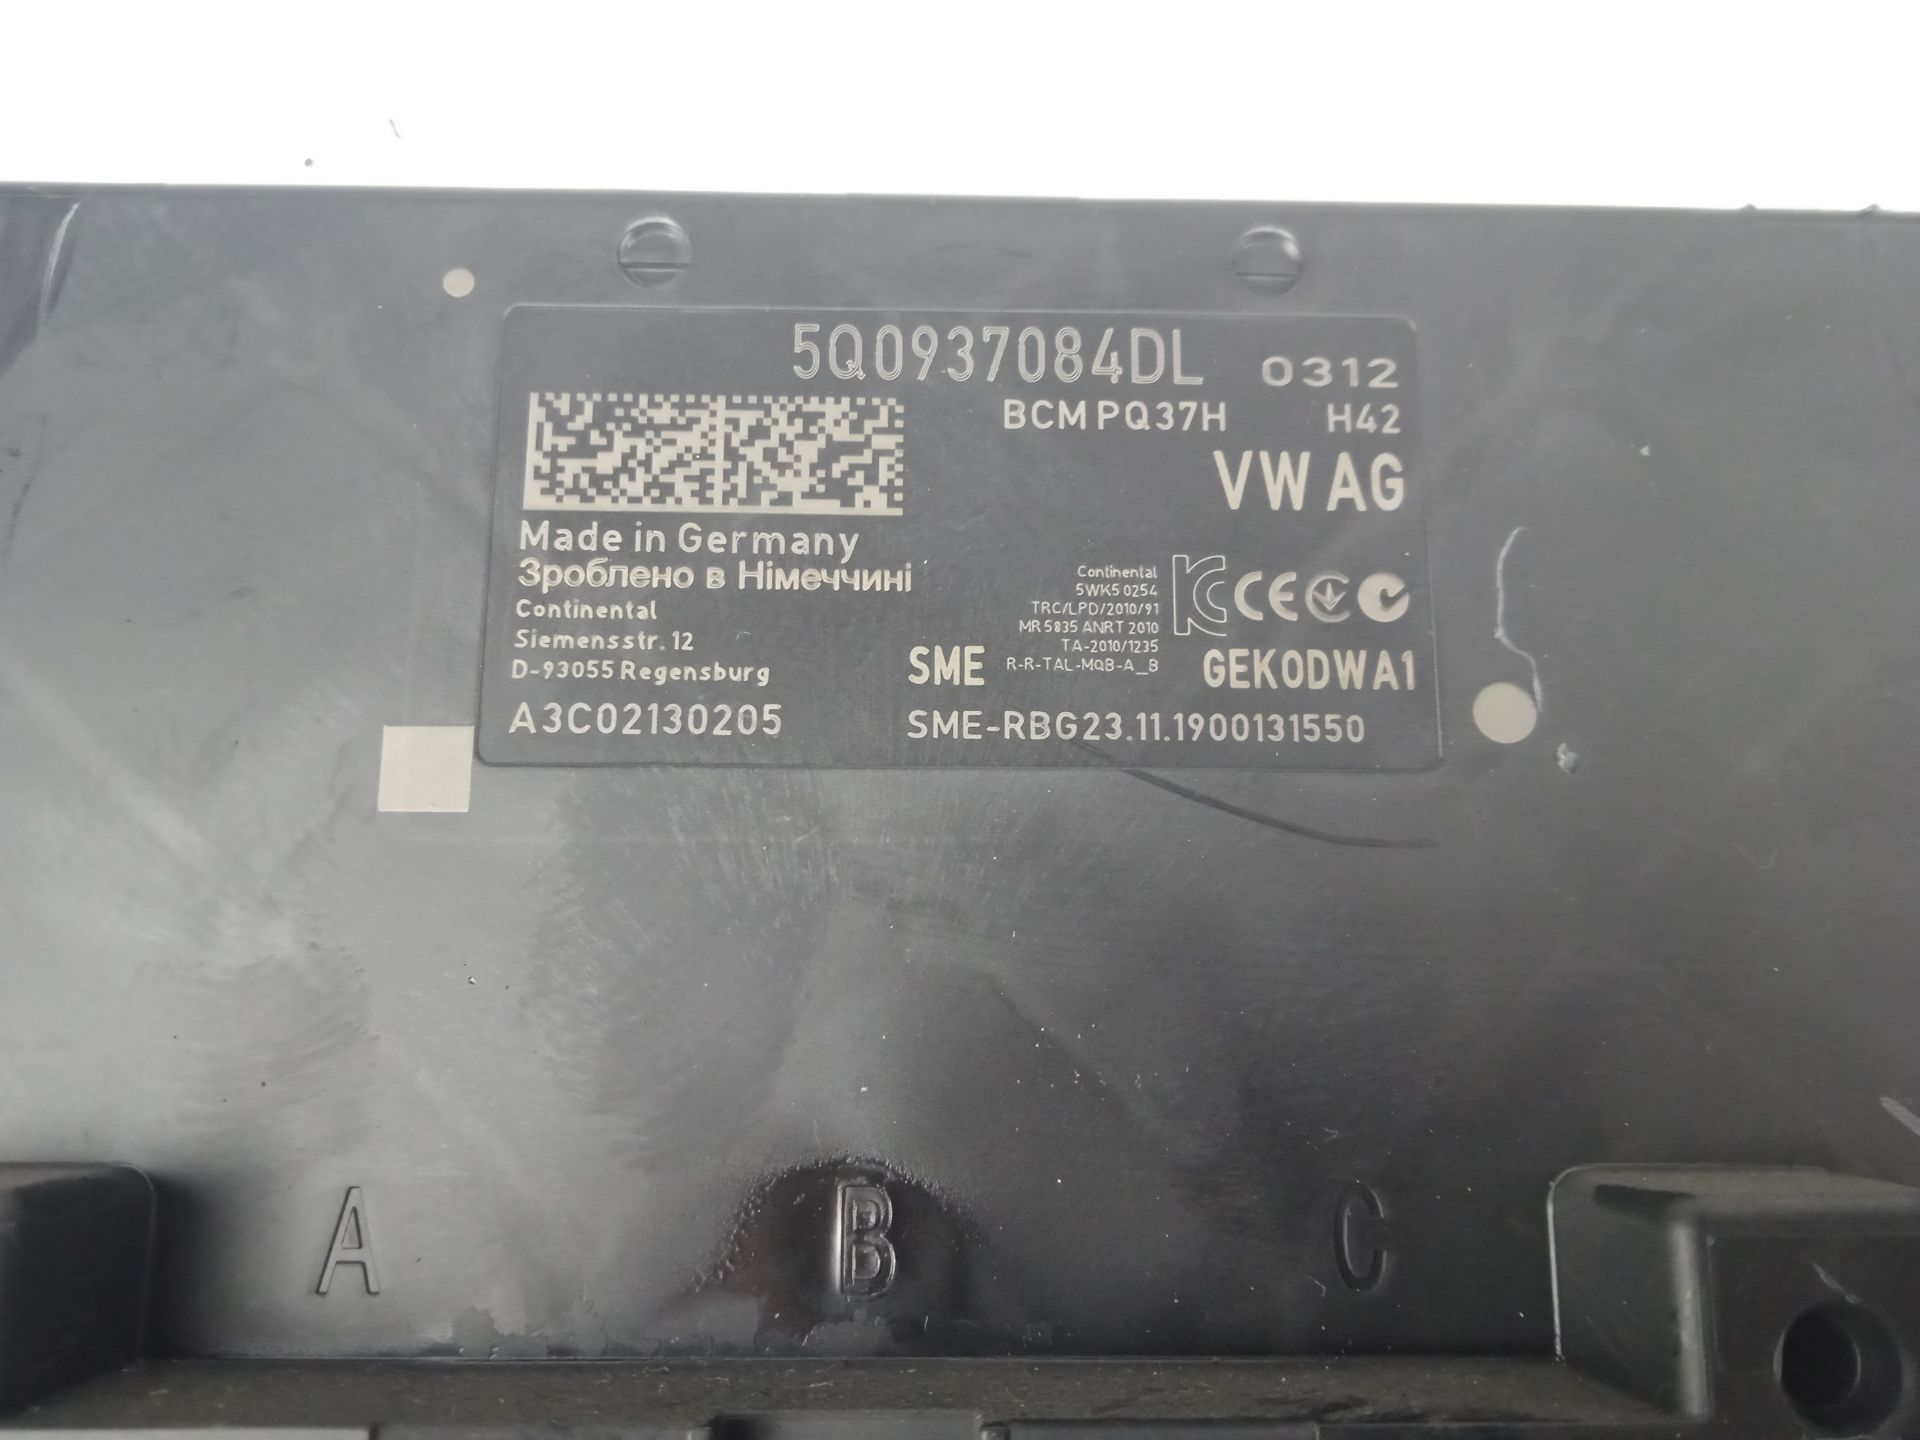 5Q0937084DL 0312
BCM PQ37H H42
VW AG
Made in Germany
Зроблено в Німеччині
Continental
Siemensstr. 12
D-93055 Regensburg
A3C02130205
Continental
5WK5 0254
TRC/LPD/2010/91
MR 5835 ANRT 2010
TA-2010/1235
R-R-TAL-MQB-A_B
CE
SME
GEK0DWA1
SME-RBG23.11.1900131550
A B C